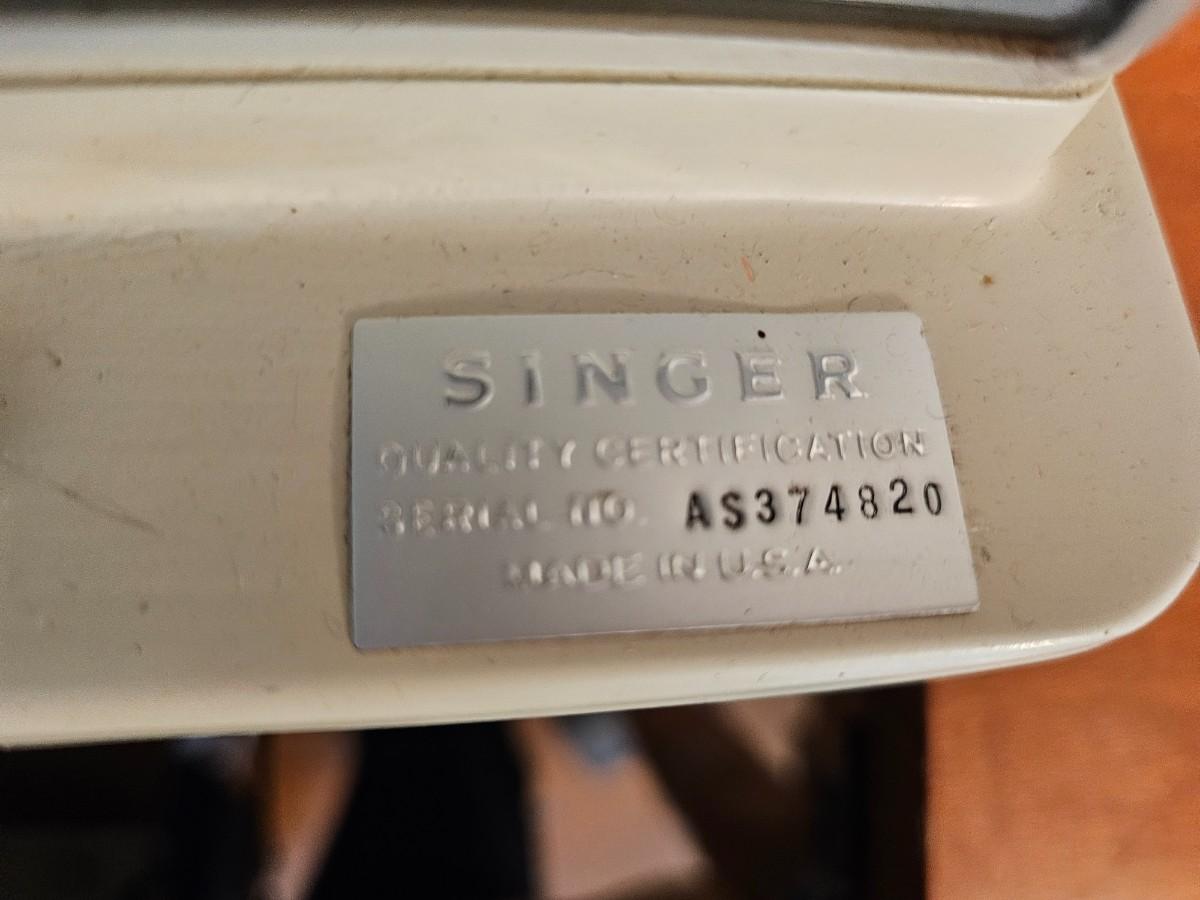 SINGER
QUALITY CERTIFICATION
SERIAL NO. AS374820
MADE IN U.S.A.